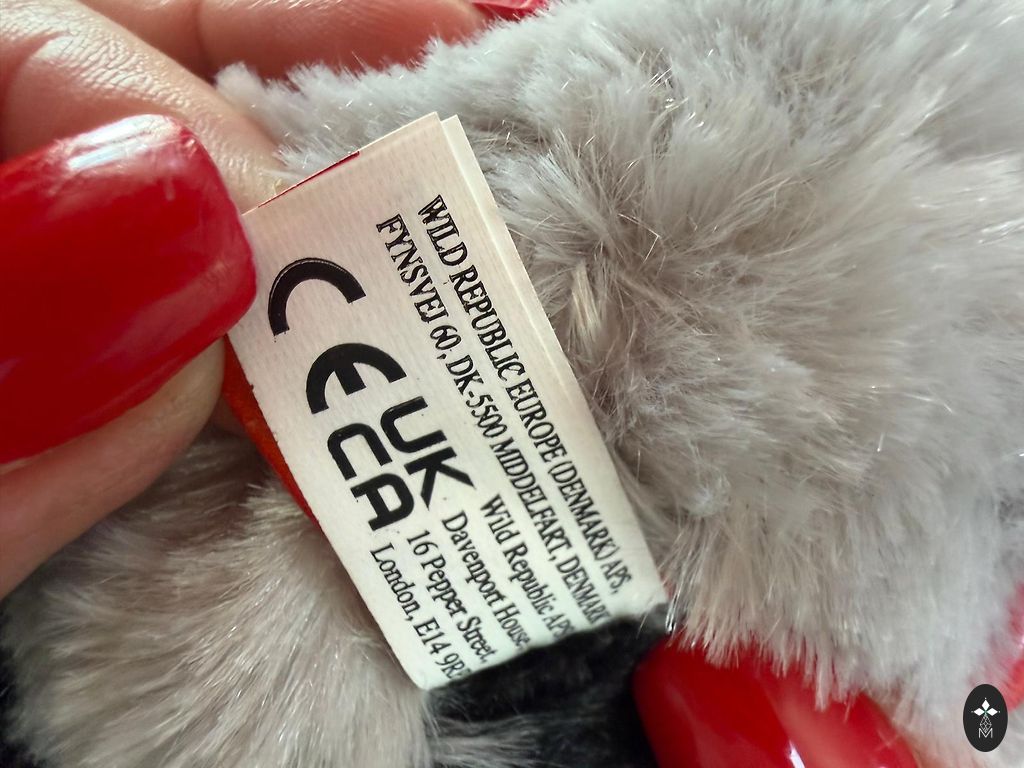 WILD REPUBLIC EUROPE (DENMARK) APS,
FYNSVEJ 60, DK-5500 MIDDELFART, DENMARK
CE
UK
CA
Wild Republic APS
Davenport House,
16 Pepper Street,
London, E14 9R
M